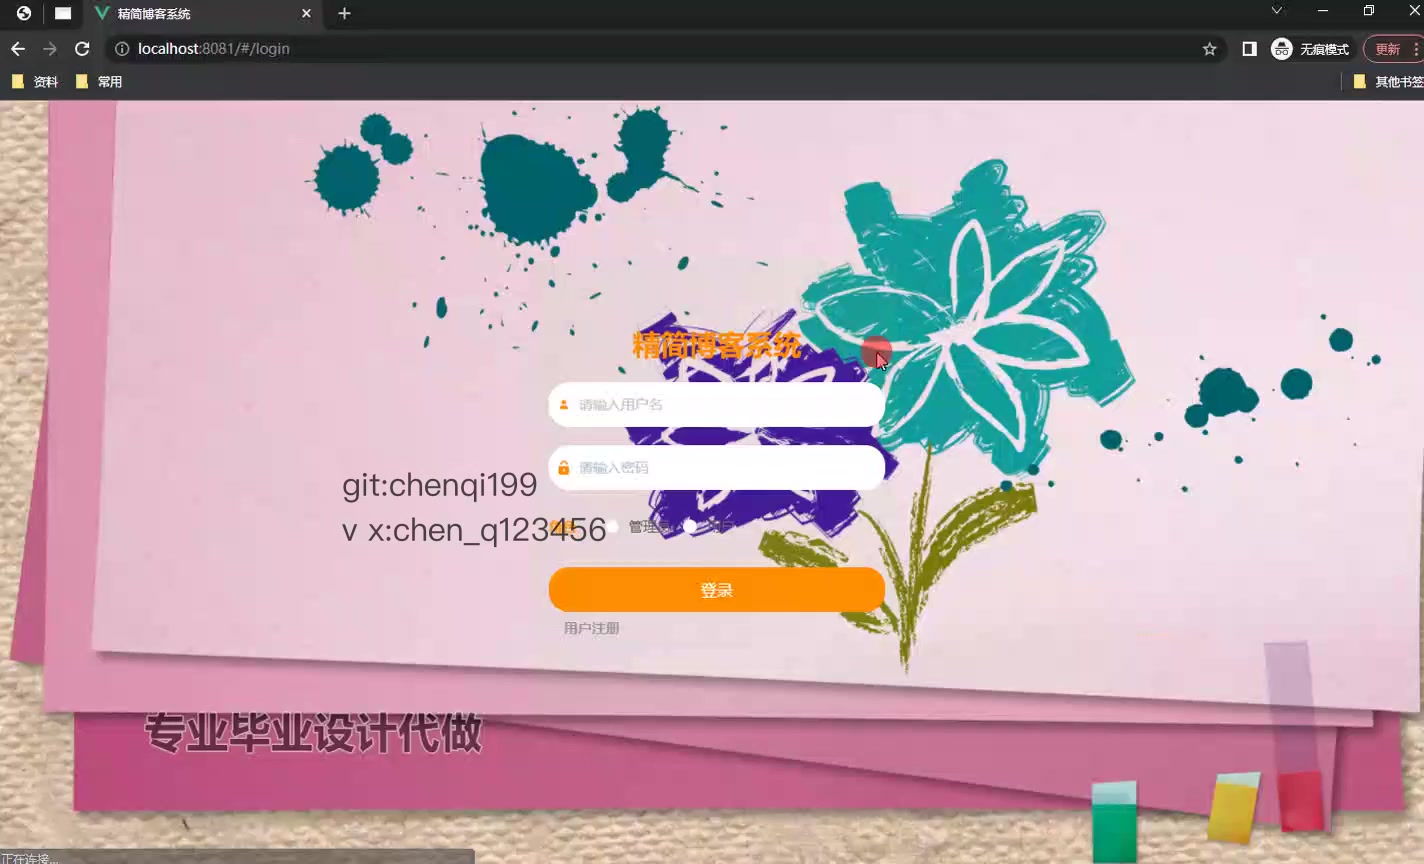 精简博客系统
localhost:8081/#/login
无痕模式
更新
资料
常用
其他书签
精简博客系统
请输入用户名
请输入密码
git:chenqi199
v x:chen_q123456
管理员
登录
用户注册
专业毕业设计代做
正在连接...